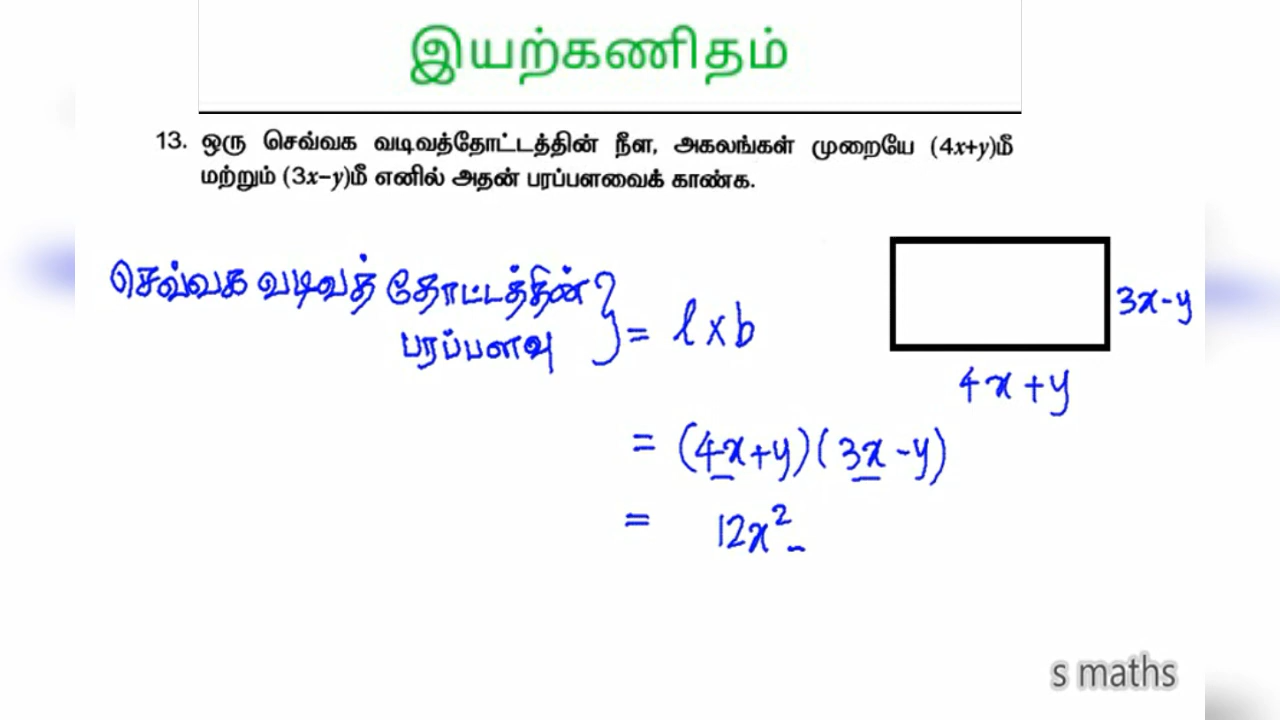 இயற்கணிதம்
13. ஒரு செவ்வக வடிவத்தோட்டத்தின் நீள, அகலங்கள் முறையே (4x+y)மீ
மற்றும் (3x−y)மீ எனில் அதன் பரப்பளவைக் காண்க.
செவ்வக வடிவத் தோட்டத்தின்
பரப்பளவு } = l x b
3x-y
4x+y
= (4x+y)(3x-y)
= 12x² -
s maths